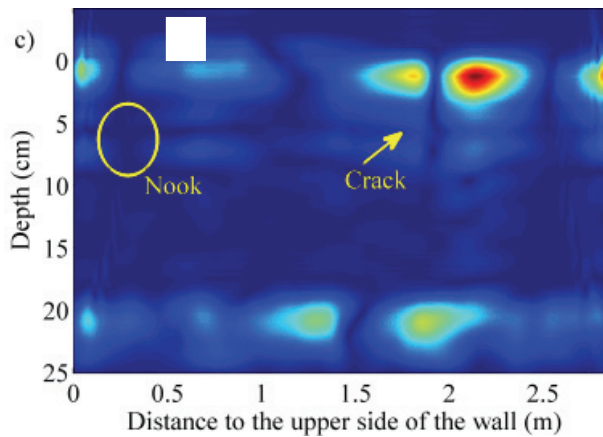 c)
0
5
10
15
20
25
Depth (cm)
Nook
Crack
0 0.5 1 1.5 2 2.5
Distance to the upper side of the wall (m)